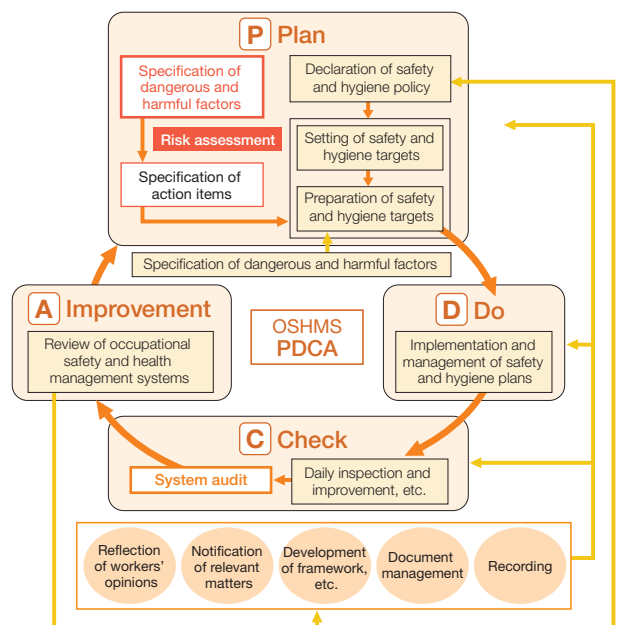 P Plan
Specification of
dangerous and
harmful factors
Risk assessment
Specification of
action items
Declaration of safety
and hygiene policy
Setting of safety and
hygiene targets
Preparation of safety
and hygiene targets
Specification of dangerous and harmful factors
A Improvement
Review of occupational
safety and health
management systems
OSHMS
PDCA
D Do
Implementation and
management of safety
and hygiene plans
C Check
System audit
Daily inspection and
improvement, etc.
Reflection
of workers'
opinions
Notification
of relevant
matters
Development
of framework,
etc.
Document
management
Recording